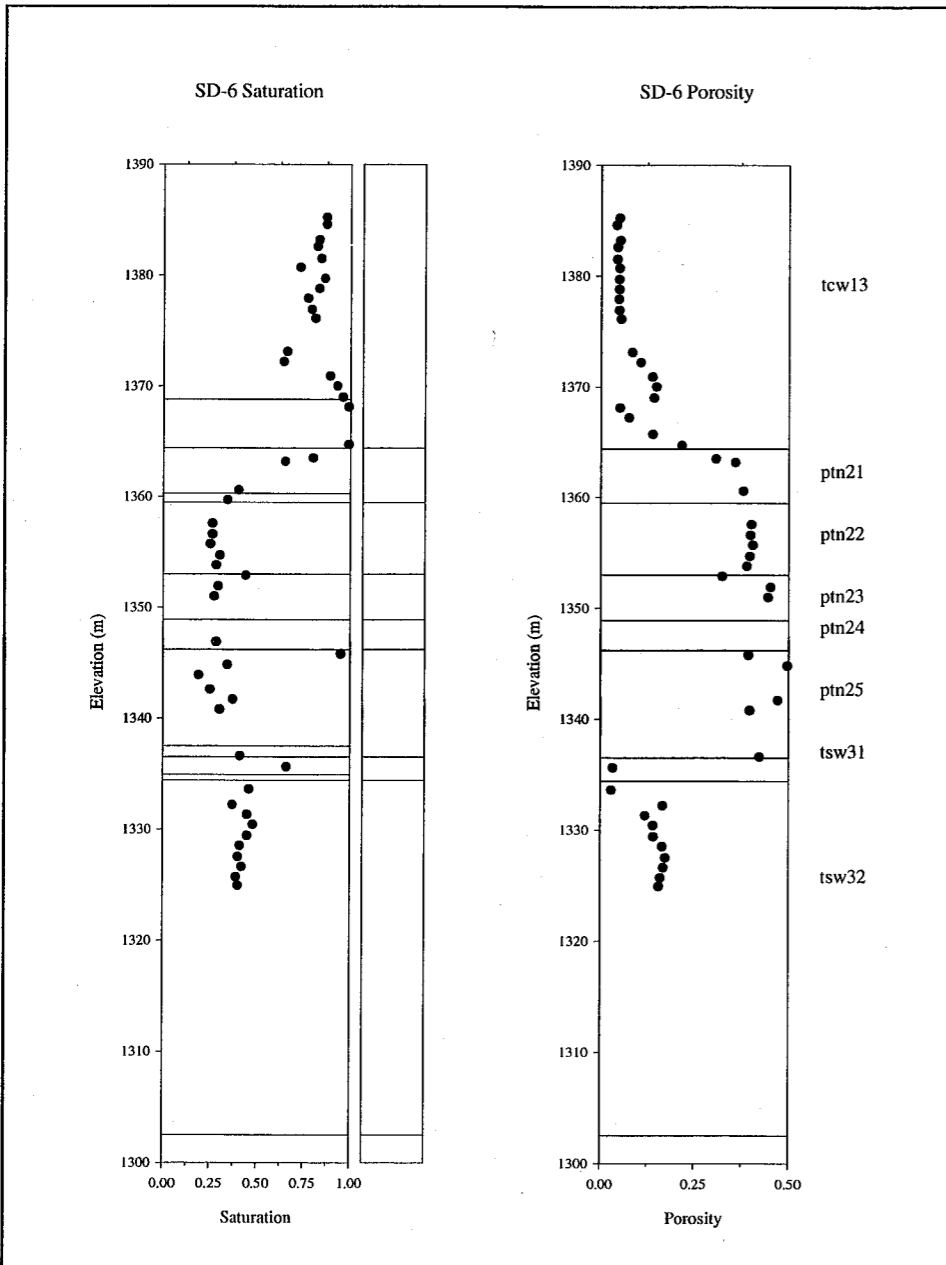 SD-6 Saturation
1390
1380
1370
1360
1350
1340
1330
1320
1310
1300
Elevation (m)
0.00 0.25 0.50 0.75 1.00
Saturation
SD-6 Porosity
1390
1380
1370
1360
1350
1340
1330
1320
1310
1300
Elevation (m)
0.00 0.25 0.50
Porosity
tcw13
ptn21
ptn22
ptn23
ptn24
ptn25
tsw31
tsw32